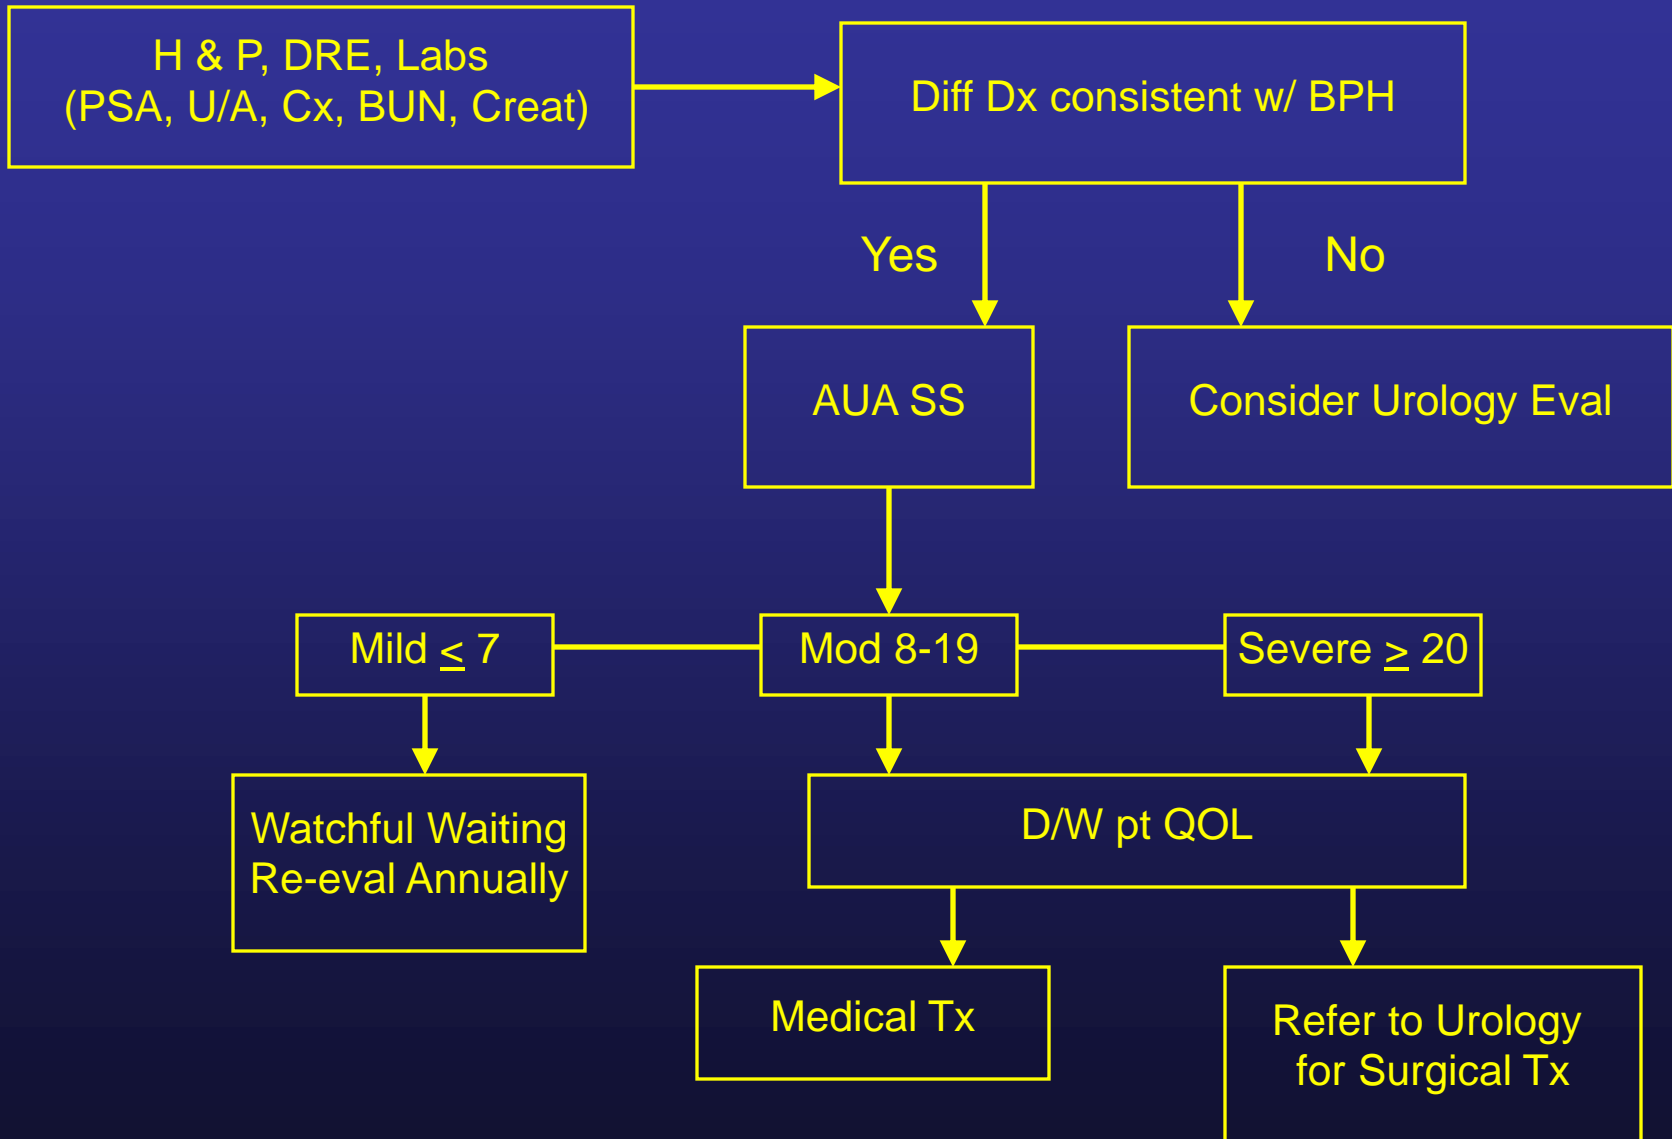 H & P, DRE, Labs
(PSA, U/A, Cx, BUN, Creat)
Diff Dx consistent w/ BPH
Yes
No
AUA SS
Consider Urology Eval
Mild ≤ 7
Mod 8-19
Severe ≥ 20
Watchful Waiting
Re-eval Annually
D/W pt QOL
Medical Tx
Refer to Urology
for Surgical Tx